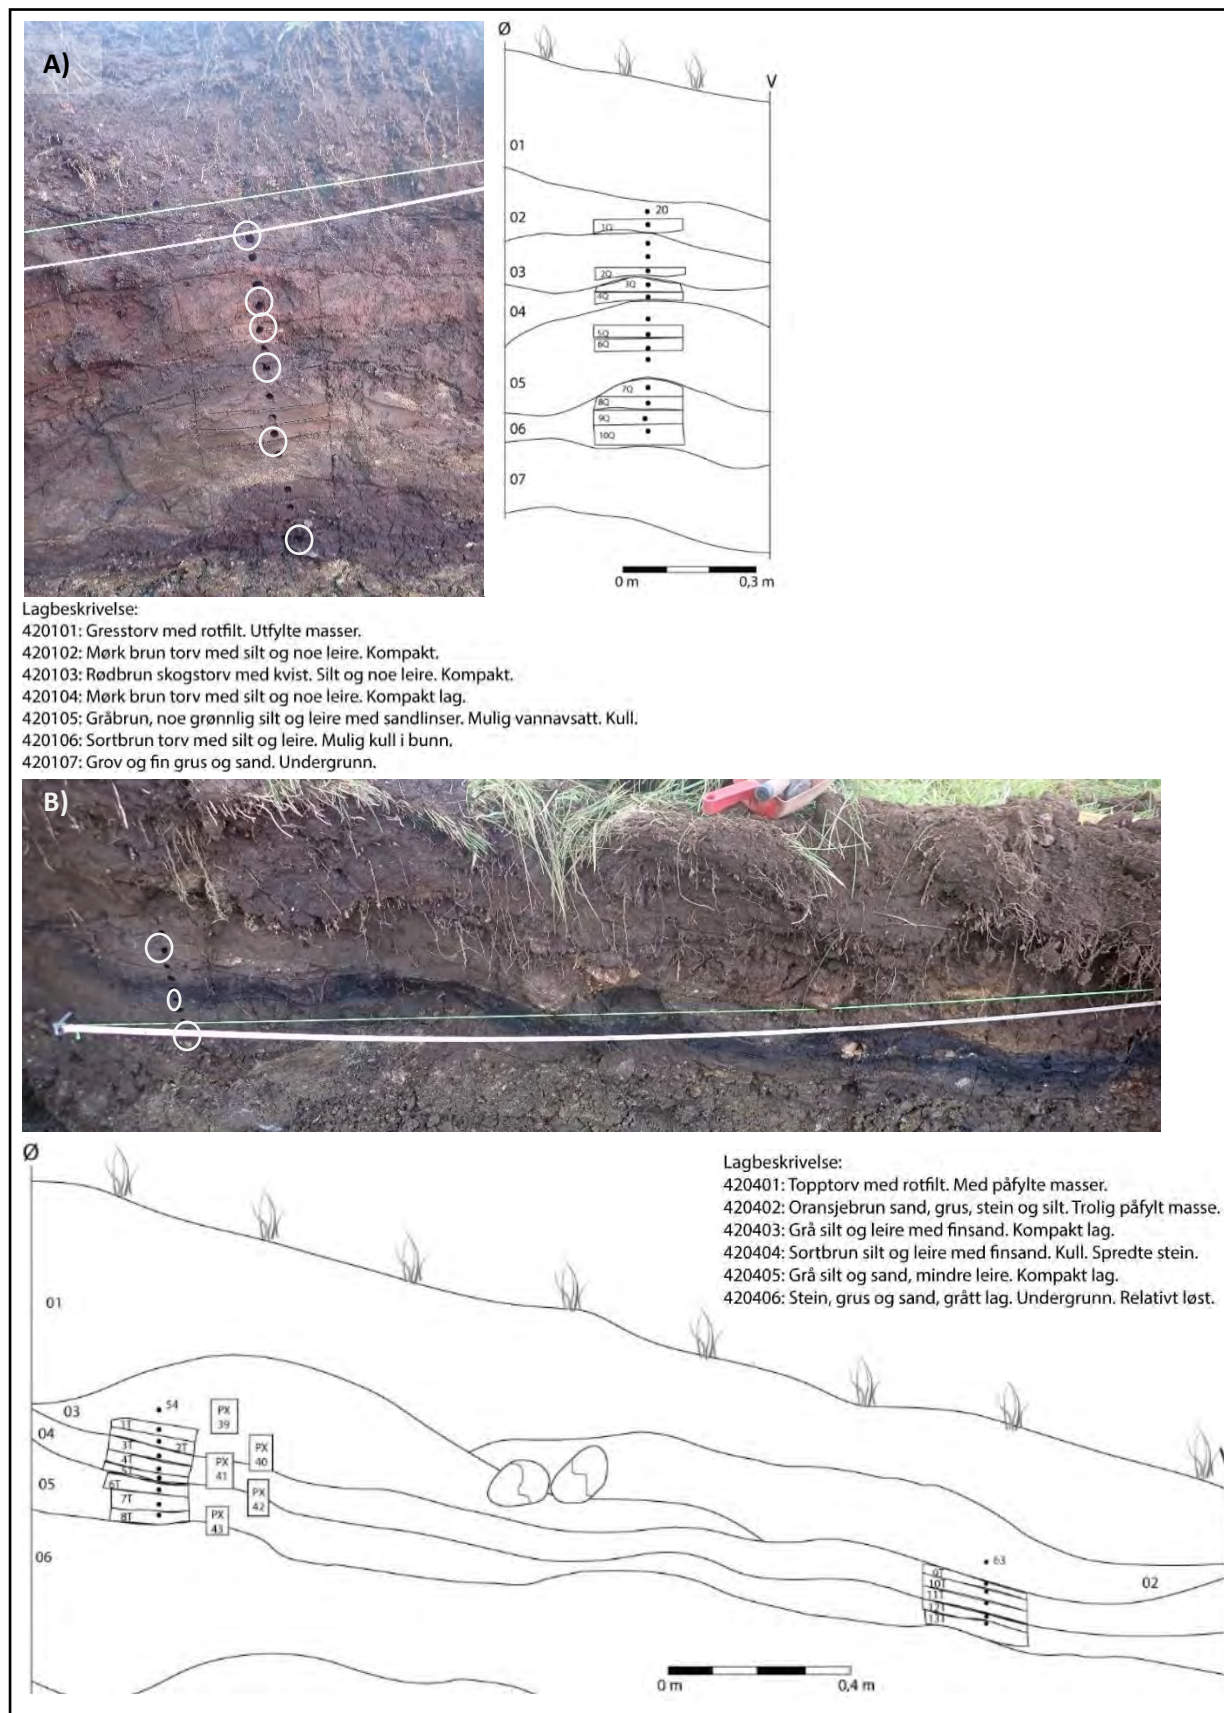 A)
Ø
V
01
20
02
1Q
03
2Q
3Q
4Q
04
5Q
6Q
05
7Q
8Q
9Q
06
10Q
07
0 m 0,3 m
Lagbeskrivelse:
420101: Gresstorv med rotfilt. Utfylte masser.
420102: Mørk brun torv med silt og noe leire. Kompakt.
420103: Rødbrun skogstorv med kvist. Silt og noe leire. Kompakt.
420104: Mørk brun torv med silt og noe leire. Kompakt lag.
420105: Gråbrun, noe grønnlig silt og leire med sandlinser. Mulig vannavsatt. Kull.
420106: Sortbrun torv med silt og leire. Mulig kull i bunn.
420107: Grov og fin grus og sand. Undergrunn.
B)
Ø
Lagbeskrivelse:
420401: Topptorv med rotfilt. Med påfylte masser.
420402: Oransjebrun sand, grus, stein og silt. Trolig påfylt masse.
420403: Grå silt og leire med finsand. Kompakt lag.
420404: Sortbrun silt og leire med finsand. Kull. Spredte stein.
420405: Grå silt og sand, mindre leire. Kompakt lag.
420406: Stein, grus og sand, grått lag. Undergrunn. Relativt løst.
01
03
54
PX 39
1T
04
3T 2T
PX 40
4T
PX 41
5T
05
6T
PX 42
7T
PX 43
8T
06
63
9T
10T
02
11T
12T
13T
0 m 0,4 m